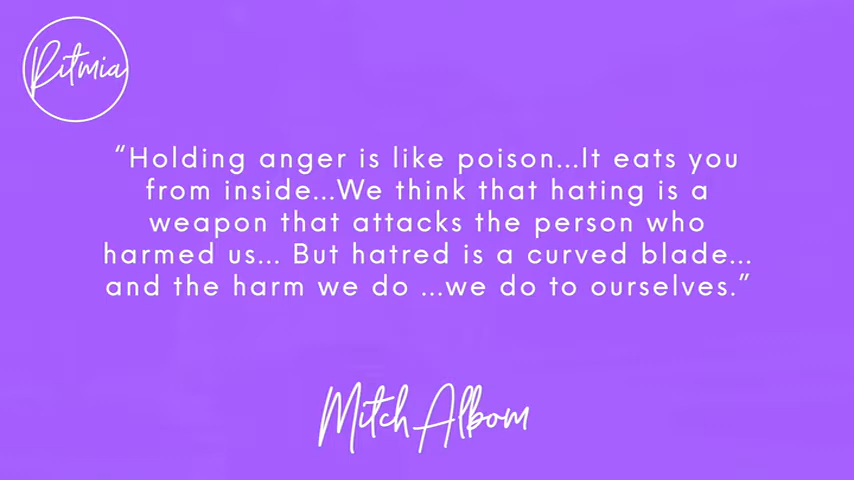 Ritmia
“Holding anger is like poison...It eats you
from inside...We think that hating is a
weapon that attacks the person who
harmed us... But hatred is a curved blade...
and the harm we do ...we do to ourselves.”
Mitch Albom